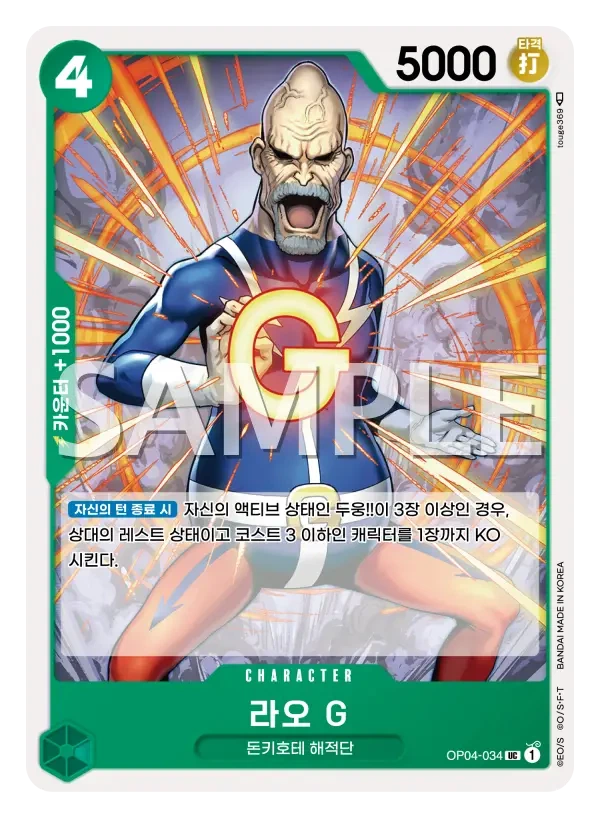 4
5000
타격
打
touge369
카운터 +1000
G
SAMPLE
자신의 턴 종료 시 자신의 액티브 상태인 두웅!!이 3장 이상인 경우,
상대의 레스트 상태이고 코스트 3 이하인 캐릭터를 1장까지 KO
시킨다.
G
CHARACTER
라오 G
돈키호테 해적단
OP04-034 UC 1
©EO/S ©O/S·F·T BANDAI MADE IN KOREA